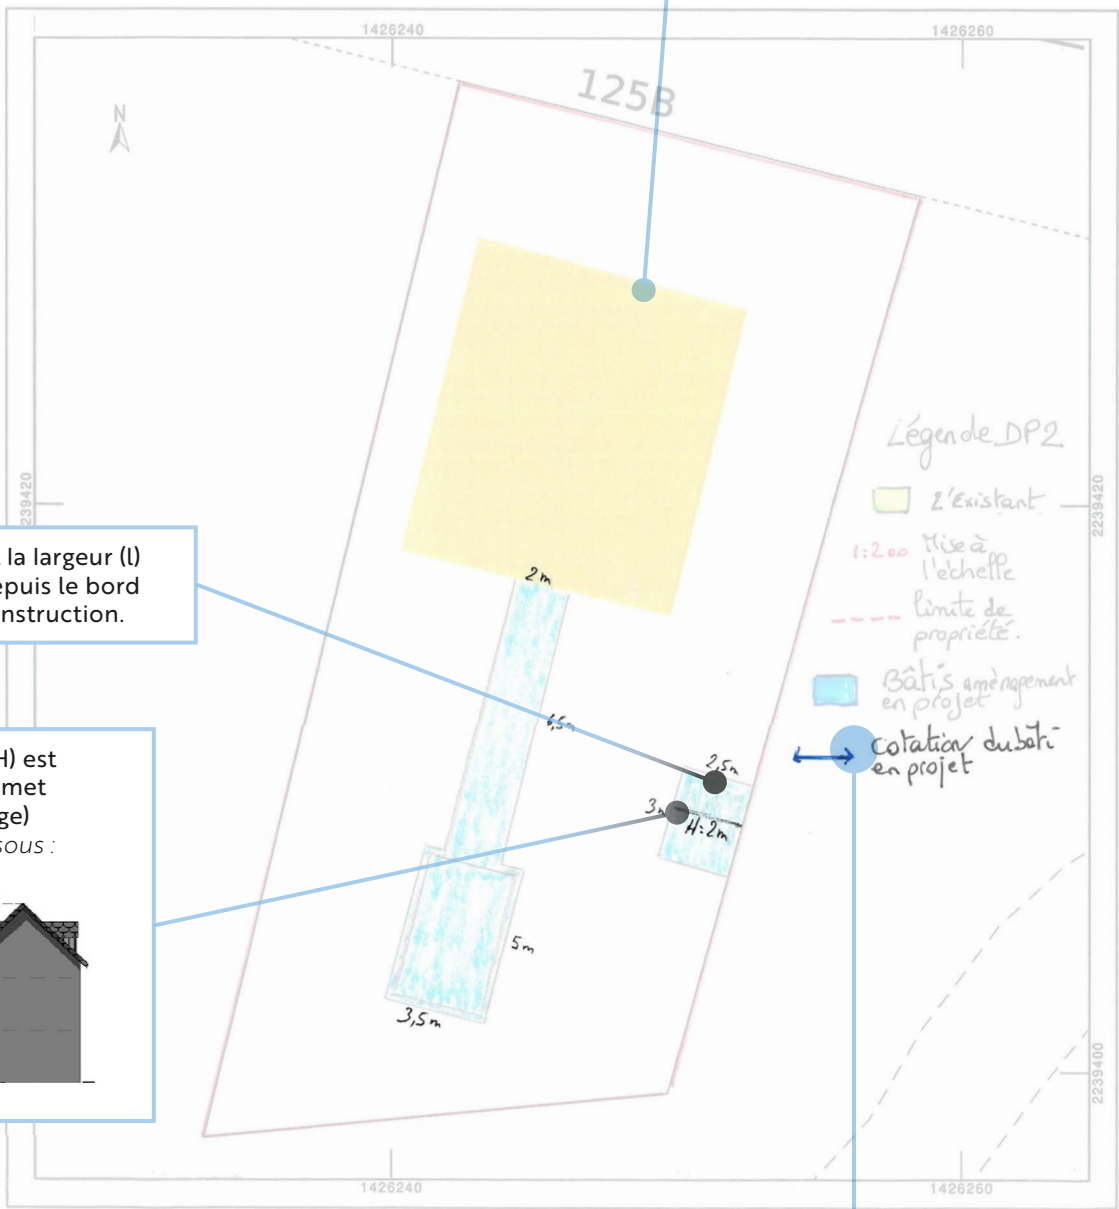 1426240
1426260
125B
N
239420
2239420
Légende DP2
l'Existant
1:200 Mise à
l'échelle
limite de
propriété.
Bâtis aménagement
en projet
cotation du bâti
en projet
la largeur (l)
epuis le bord
nstruction.
2m
2,5m
3m
H=2m
H) est
met
ge)
sous :
5m
3,5m
2239400
1426240
1426260